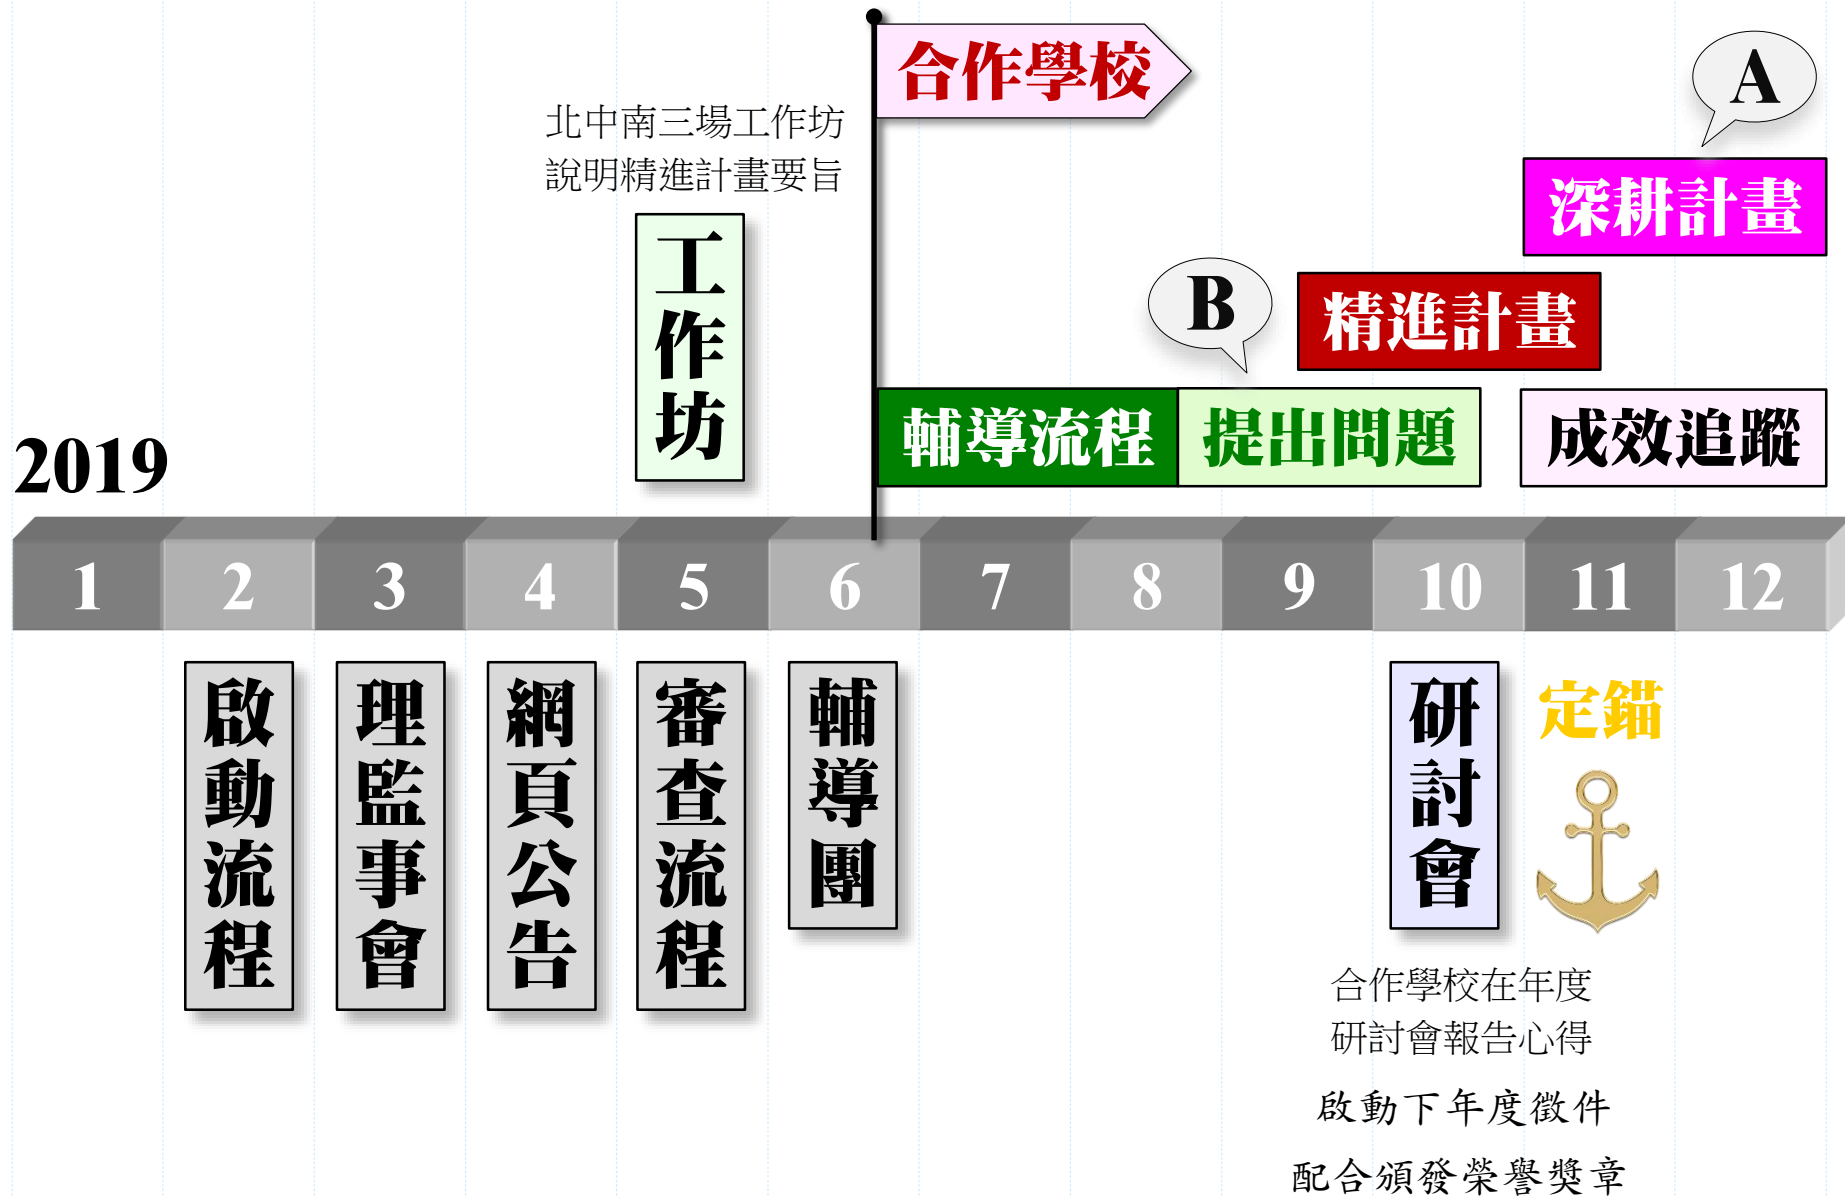 合作學校
A
北中南三場工作坊
說明精進計畫要旨
深耕計畫
工作坊
B
精進計畫
輔導流程
提出問題
成效追蹤
2019
1 2 3 4 5 6 7 8 9 10 11 12
啟動流程
理監事會
網頁公告
審查流程
輔導團
研討會
定錨
合作學校在年度
研討會報告心得
啟動下年度徵件
配合頒發榮譽獎章